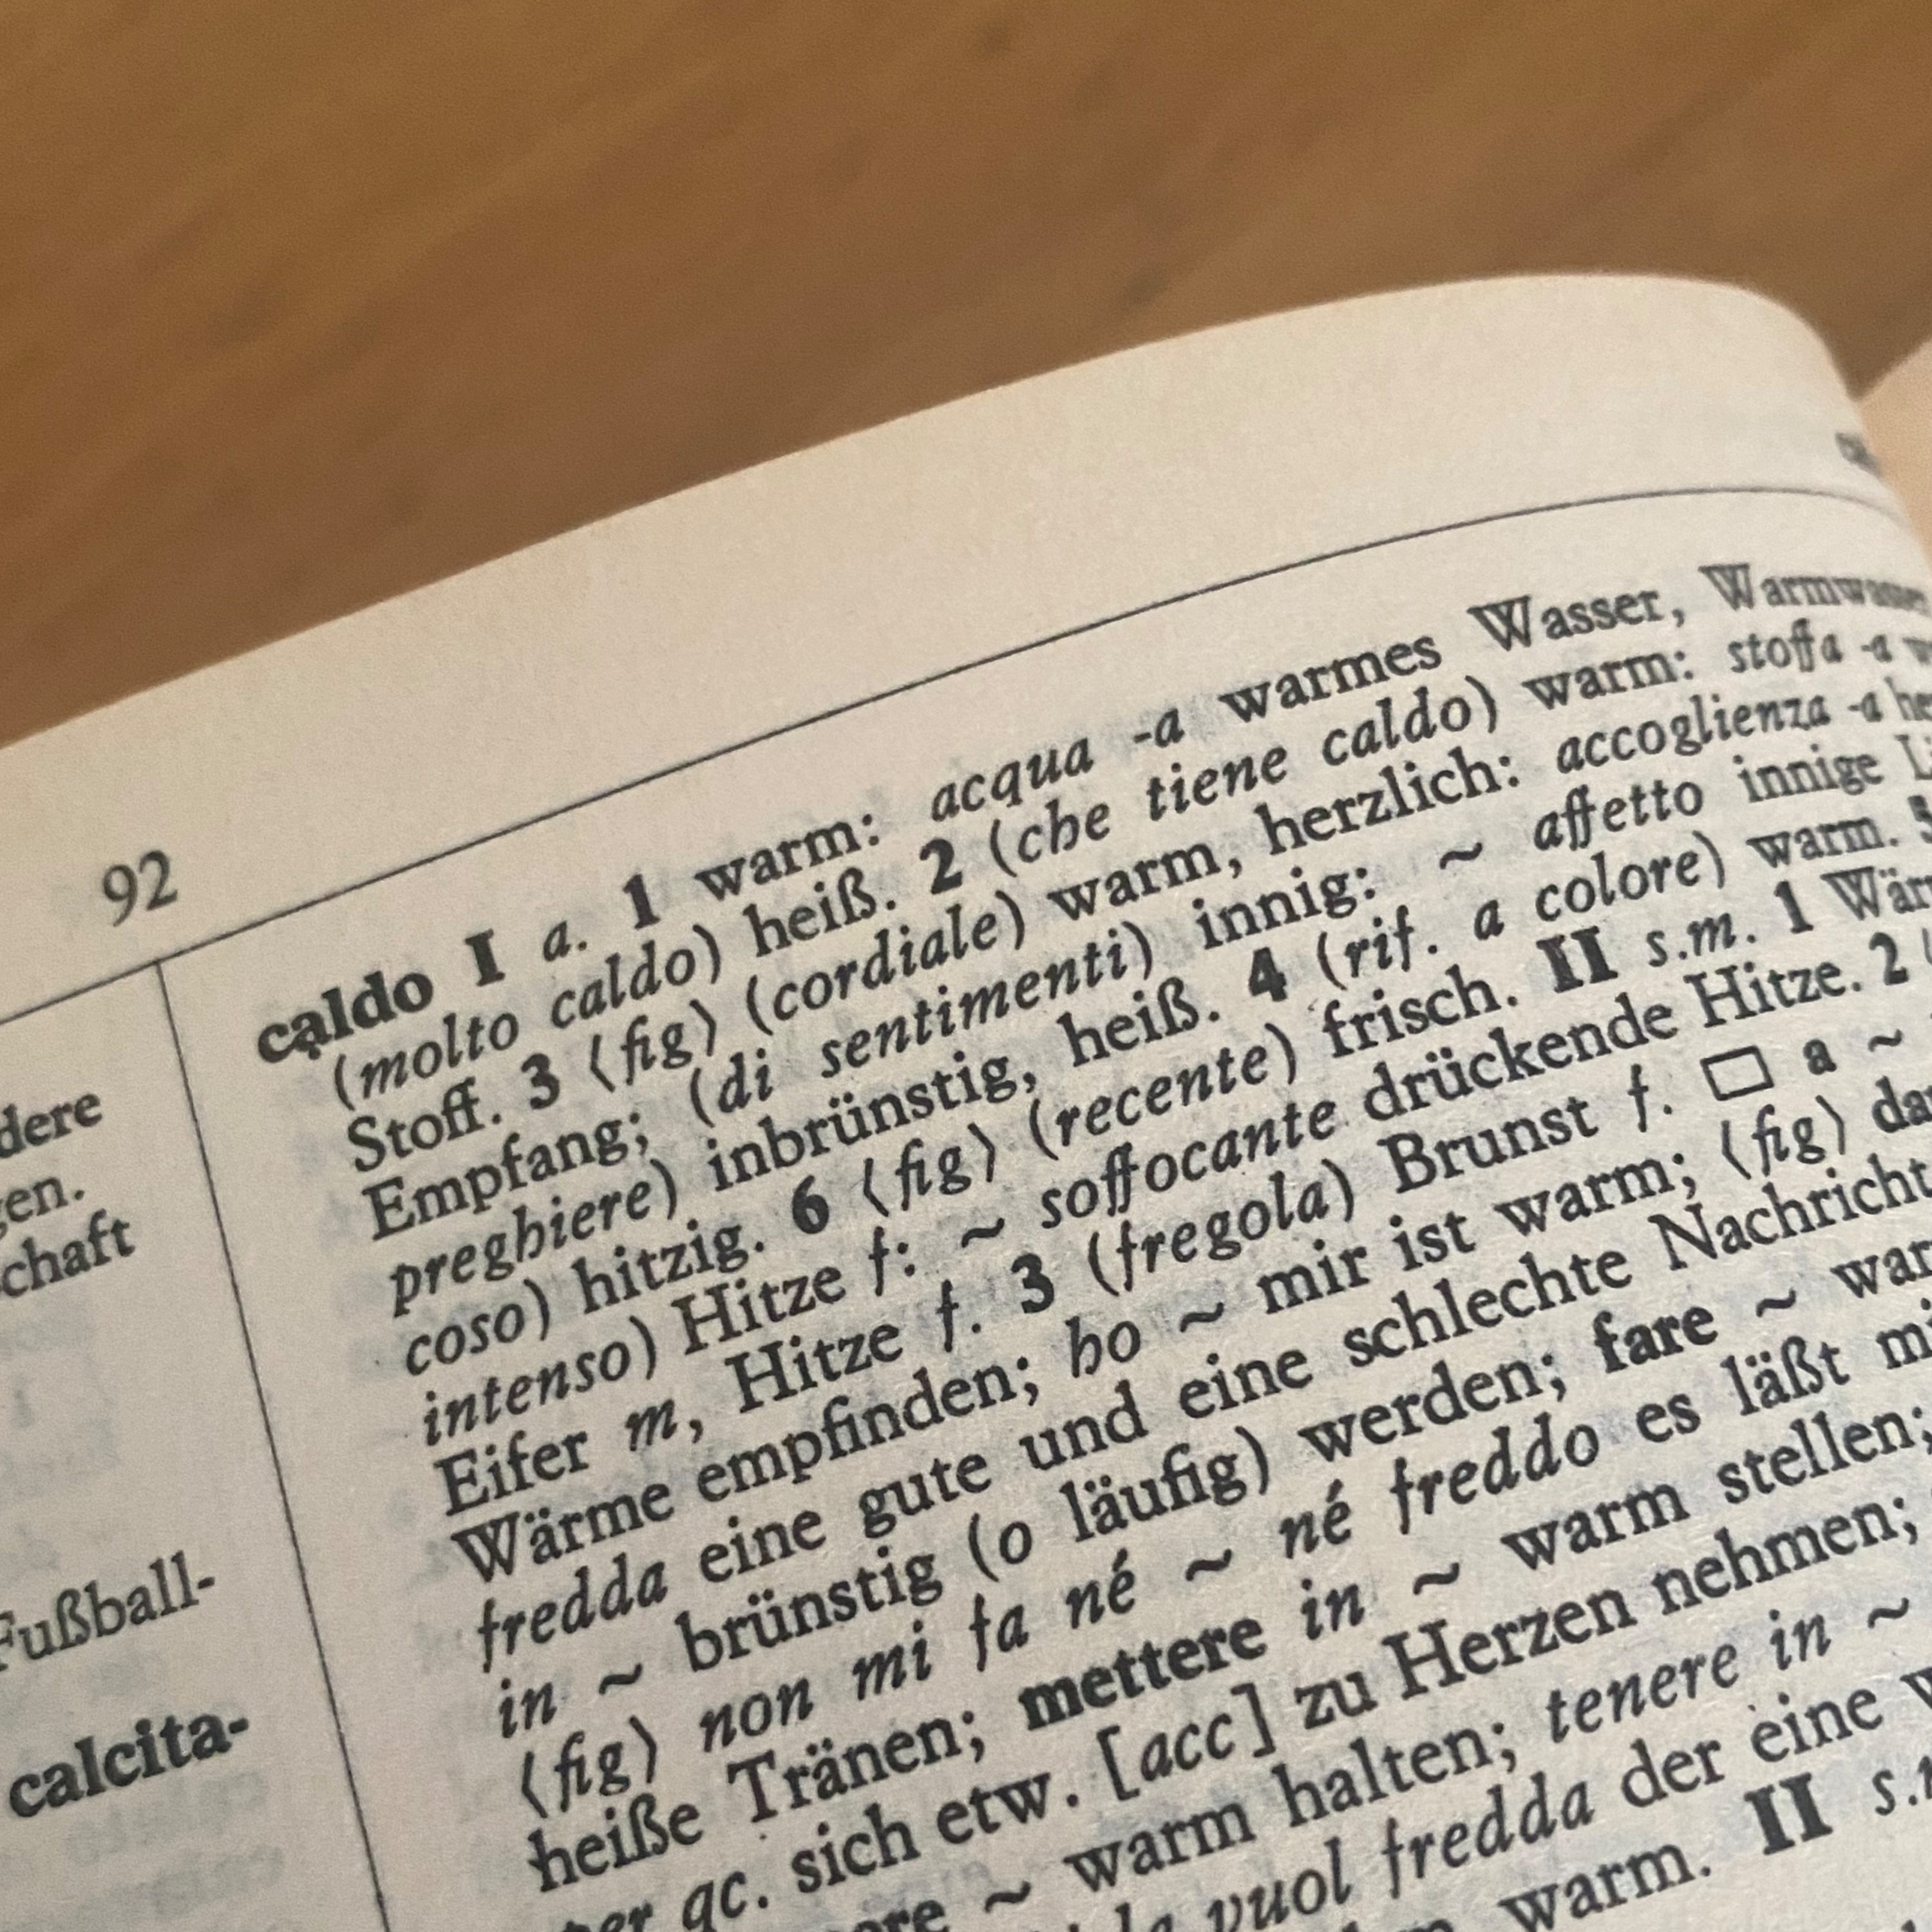 92
dere
gen.
chaft
Fußball-
calcita-
caldo I a. 1 warm: acqua -a warmes Wasser, Warmwasser
(molto caldo) heiß. 2 (che tiene caldo) warm: stoffa -a
Stoff. 3 ⟨fig⟩ (cordiale) warm, herzlich: accoglienza -a
Empfang; (di sentimenti) innig: ~ affetto innige
preghiere) inbrünstig, heiß. 4 (rif. a colore) warm.
coso) hitzig. 6 ⟨fig⟩ (recente) frisch. II s.m. 1
intenso) Hitze f: ~ soffocante drückende Hitze. 2
Eifer m, Hitze f. 3 (fregola) Brunst f. □ a ~
Wärme empfinden; ho ~ mir ist warm; ⟨fig⟩
fredda eine gute und eine schlechte Nachricht
in ~ brünstig (o läufig) werden; fare ~
⟨fig⟩ non mi fa né ~ né freddo es läßt
heiße Tränen; mettere in ~ warm stellen;
per qc. sich etw. [acc] zu Herzen nehmen;
~ warm halten; tenere in ~
vuol fredda der eine
warm. II